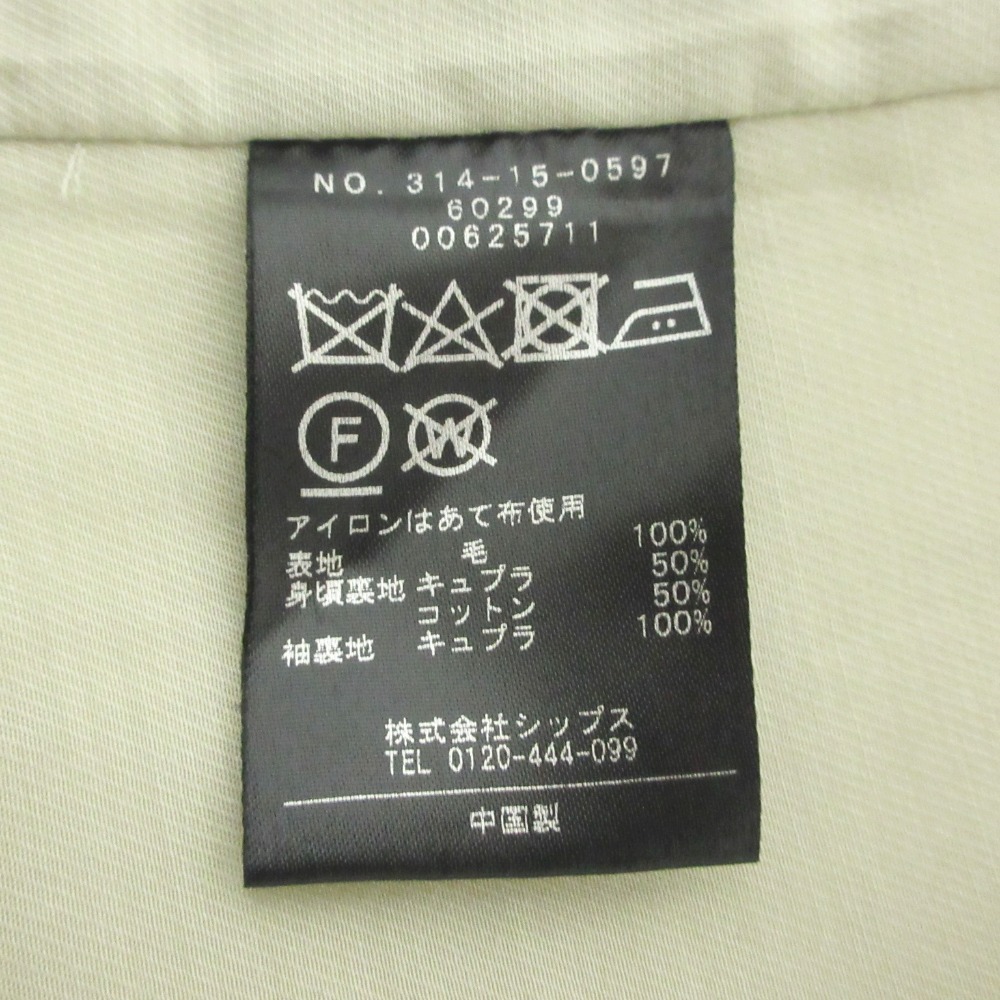 NO. 314-15-0597
60299
00625711
F
W
アイロンはあて布使用
表地 毛 100%
身頃裏地 キュプラ 50%
コットン 50%
袖裏地 キュプラ 100%
株式会社シップス
TEL 0120-444-099
中国製